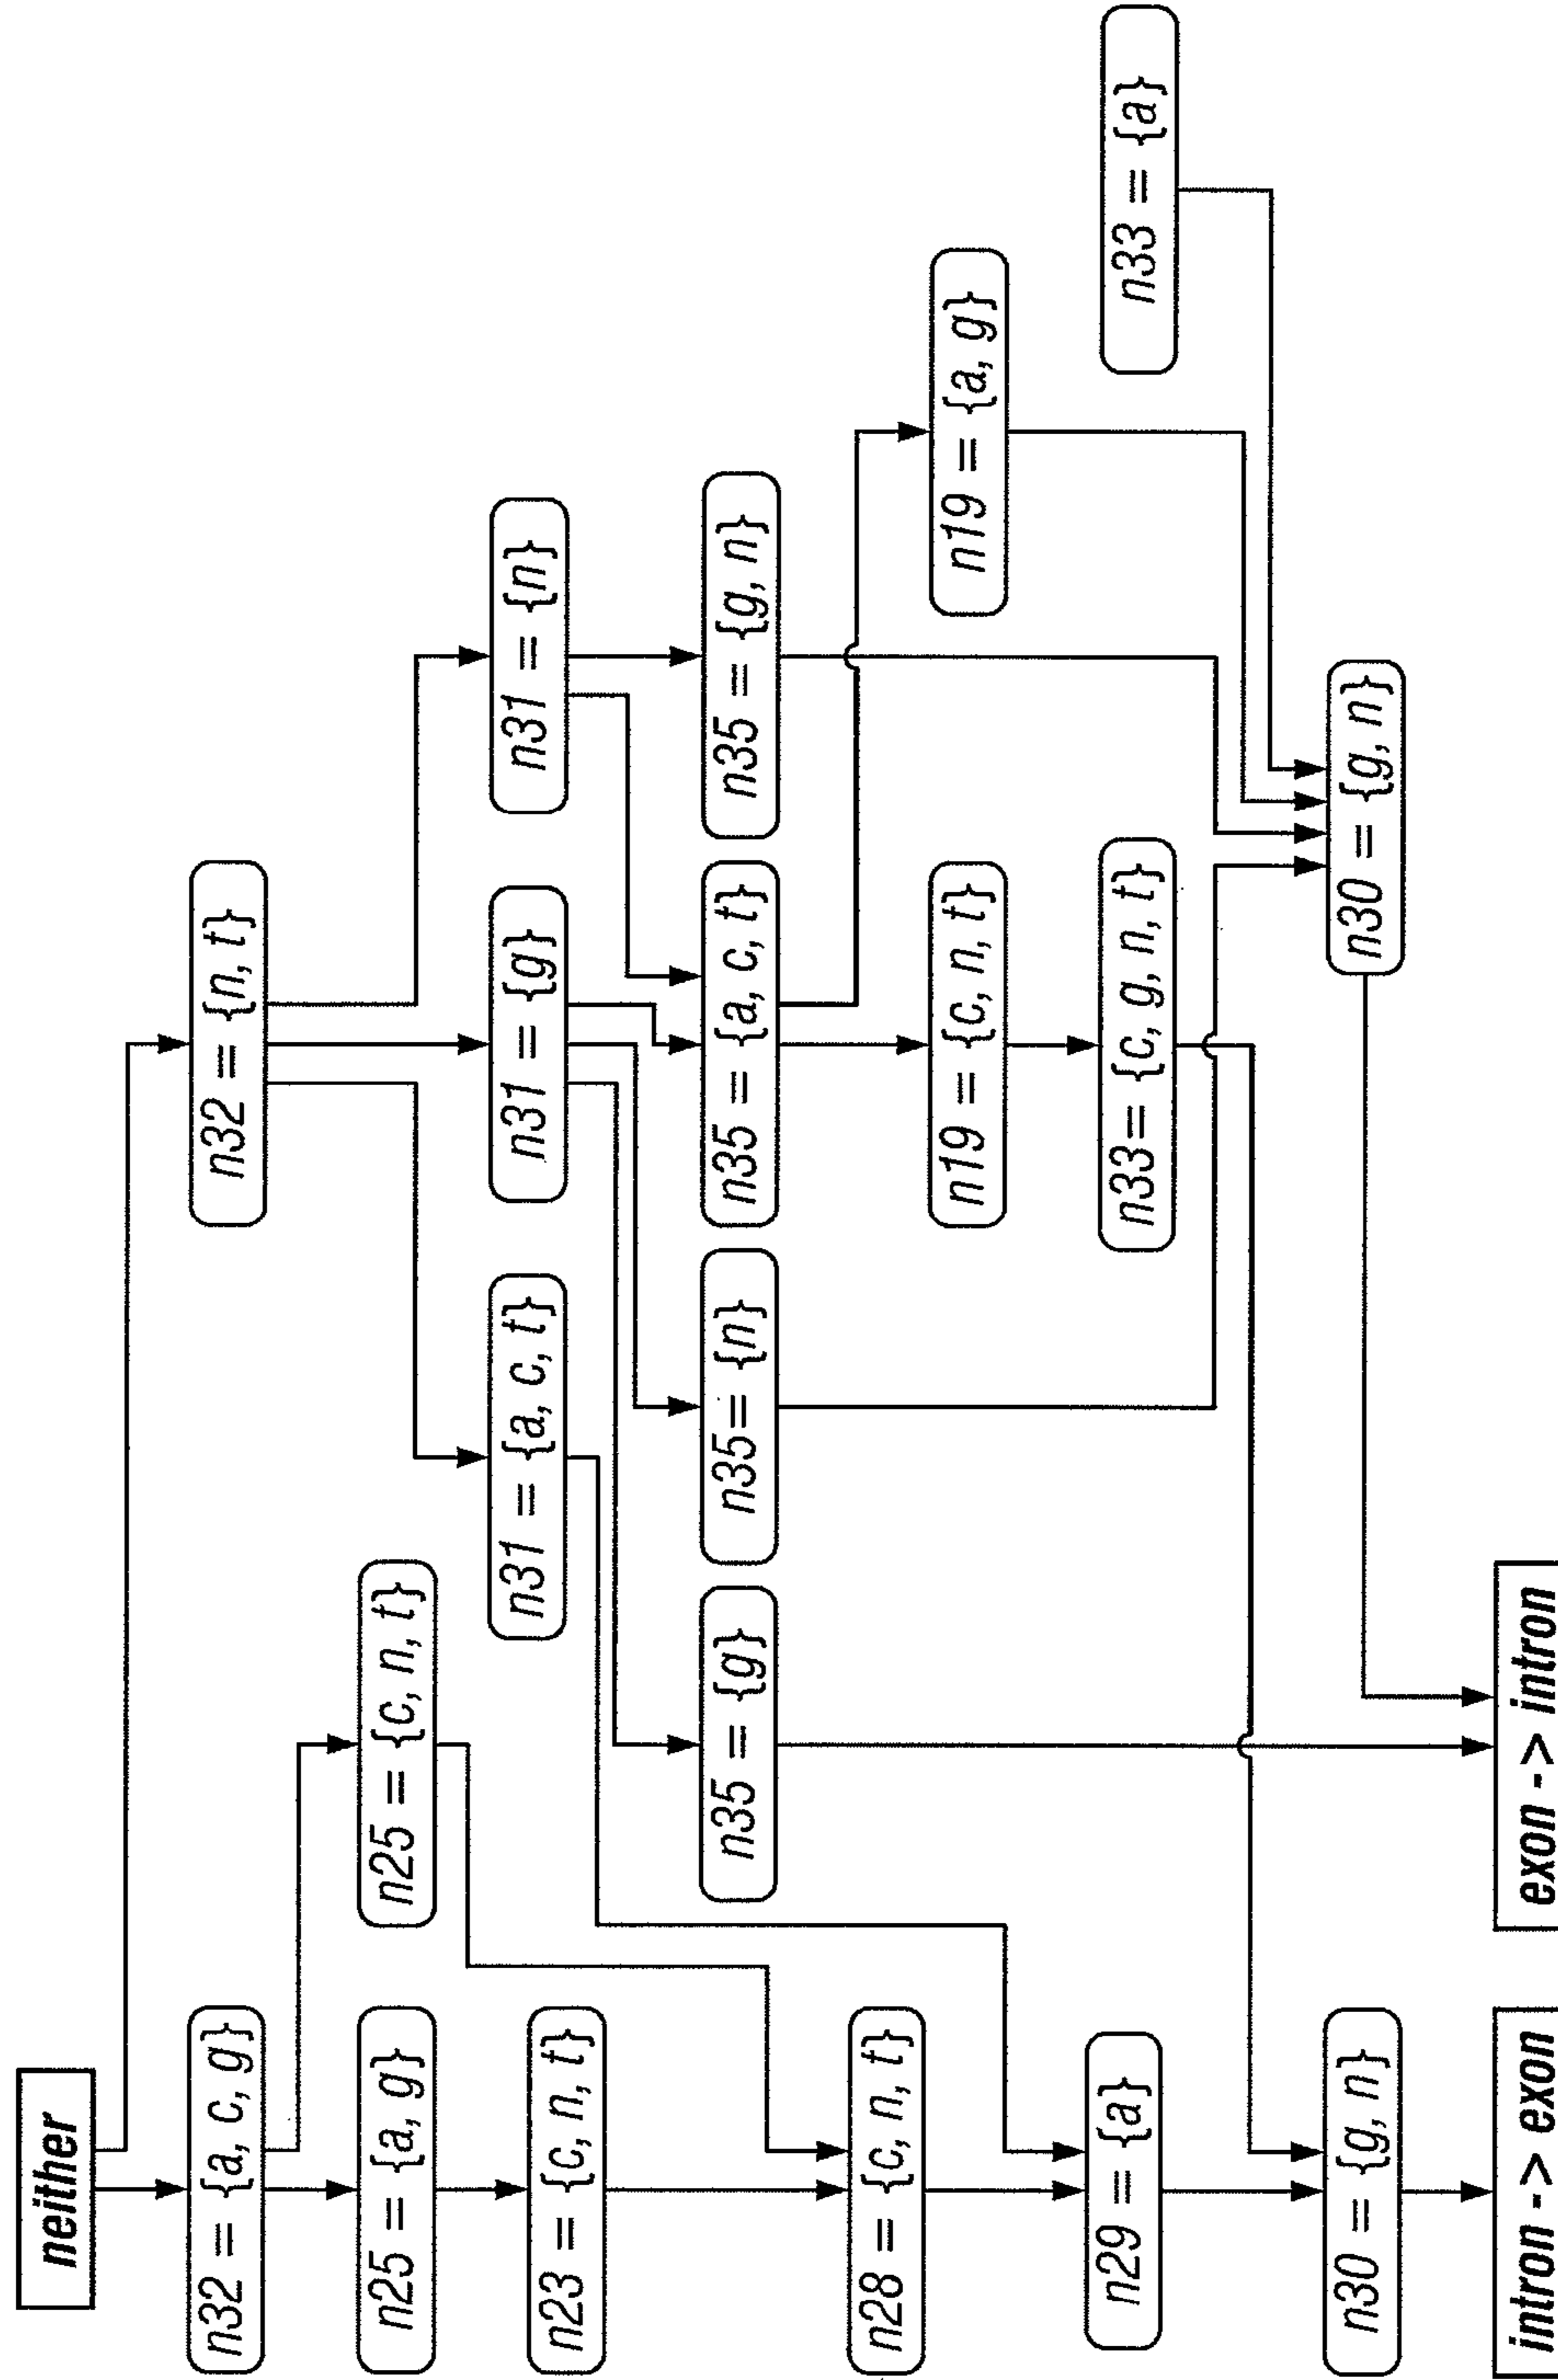 neither
n32 = {a, c, g}
n32 = {n, t}
n25 = {a, g}
n25 = {c, n, t}
n31 = {a, c, t}
n31 = {g}
n31 = {n}
n23 = {c, n, t}
n35 = {g}
n35= {n}
n35 = {a, c, t}
n35 = {g, n}
n28 = {c, n, t}
n19 = {c, n, t}
n19 = {a, g}
n29 = {a}
n33= {c, g, n, t}
n33 = {a}
n30 = {g, n}
n30 = {g, n}
intron - > exon
exon - > intron